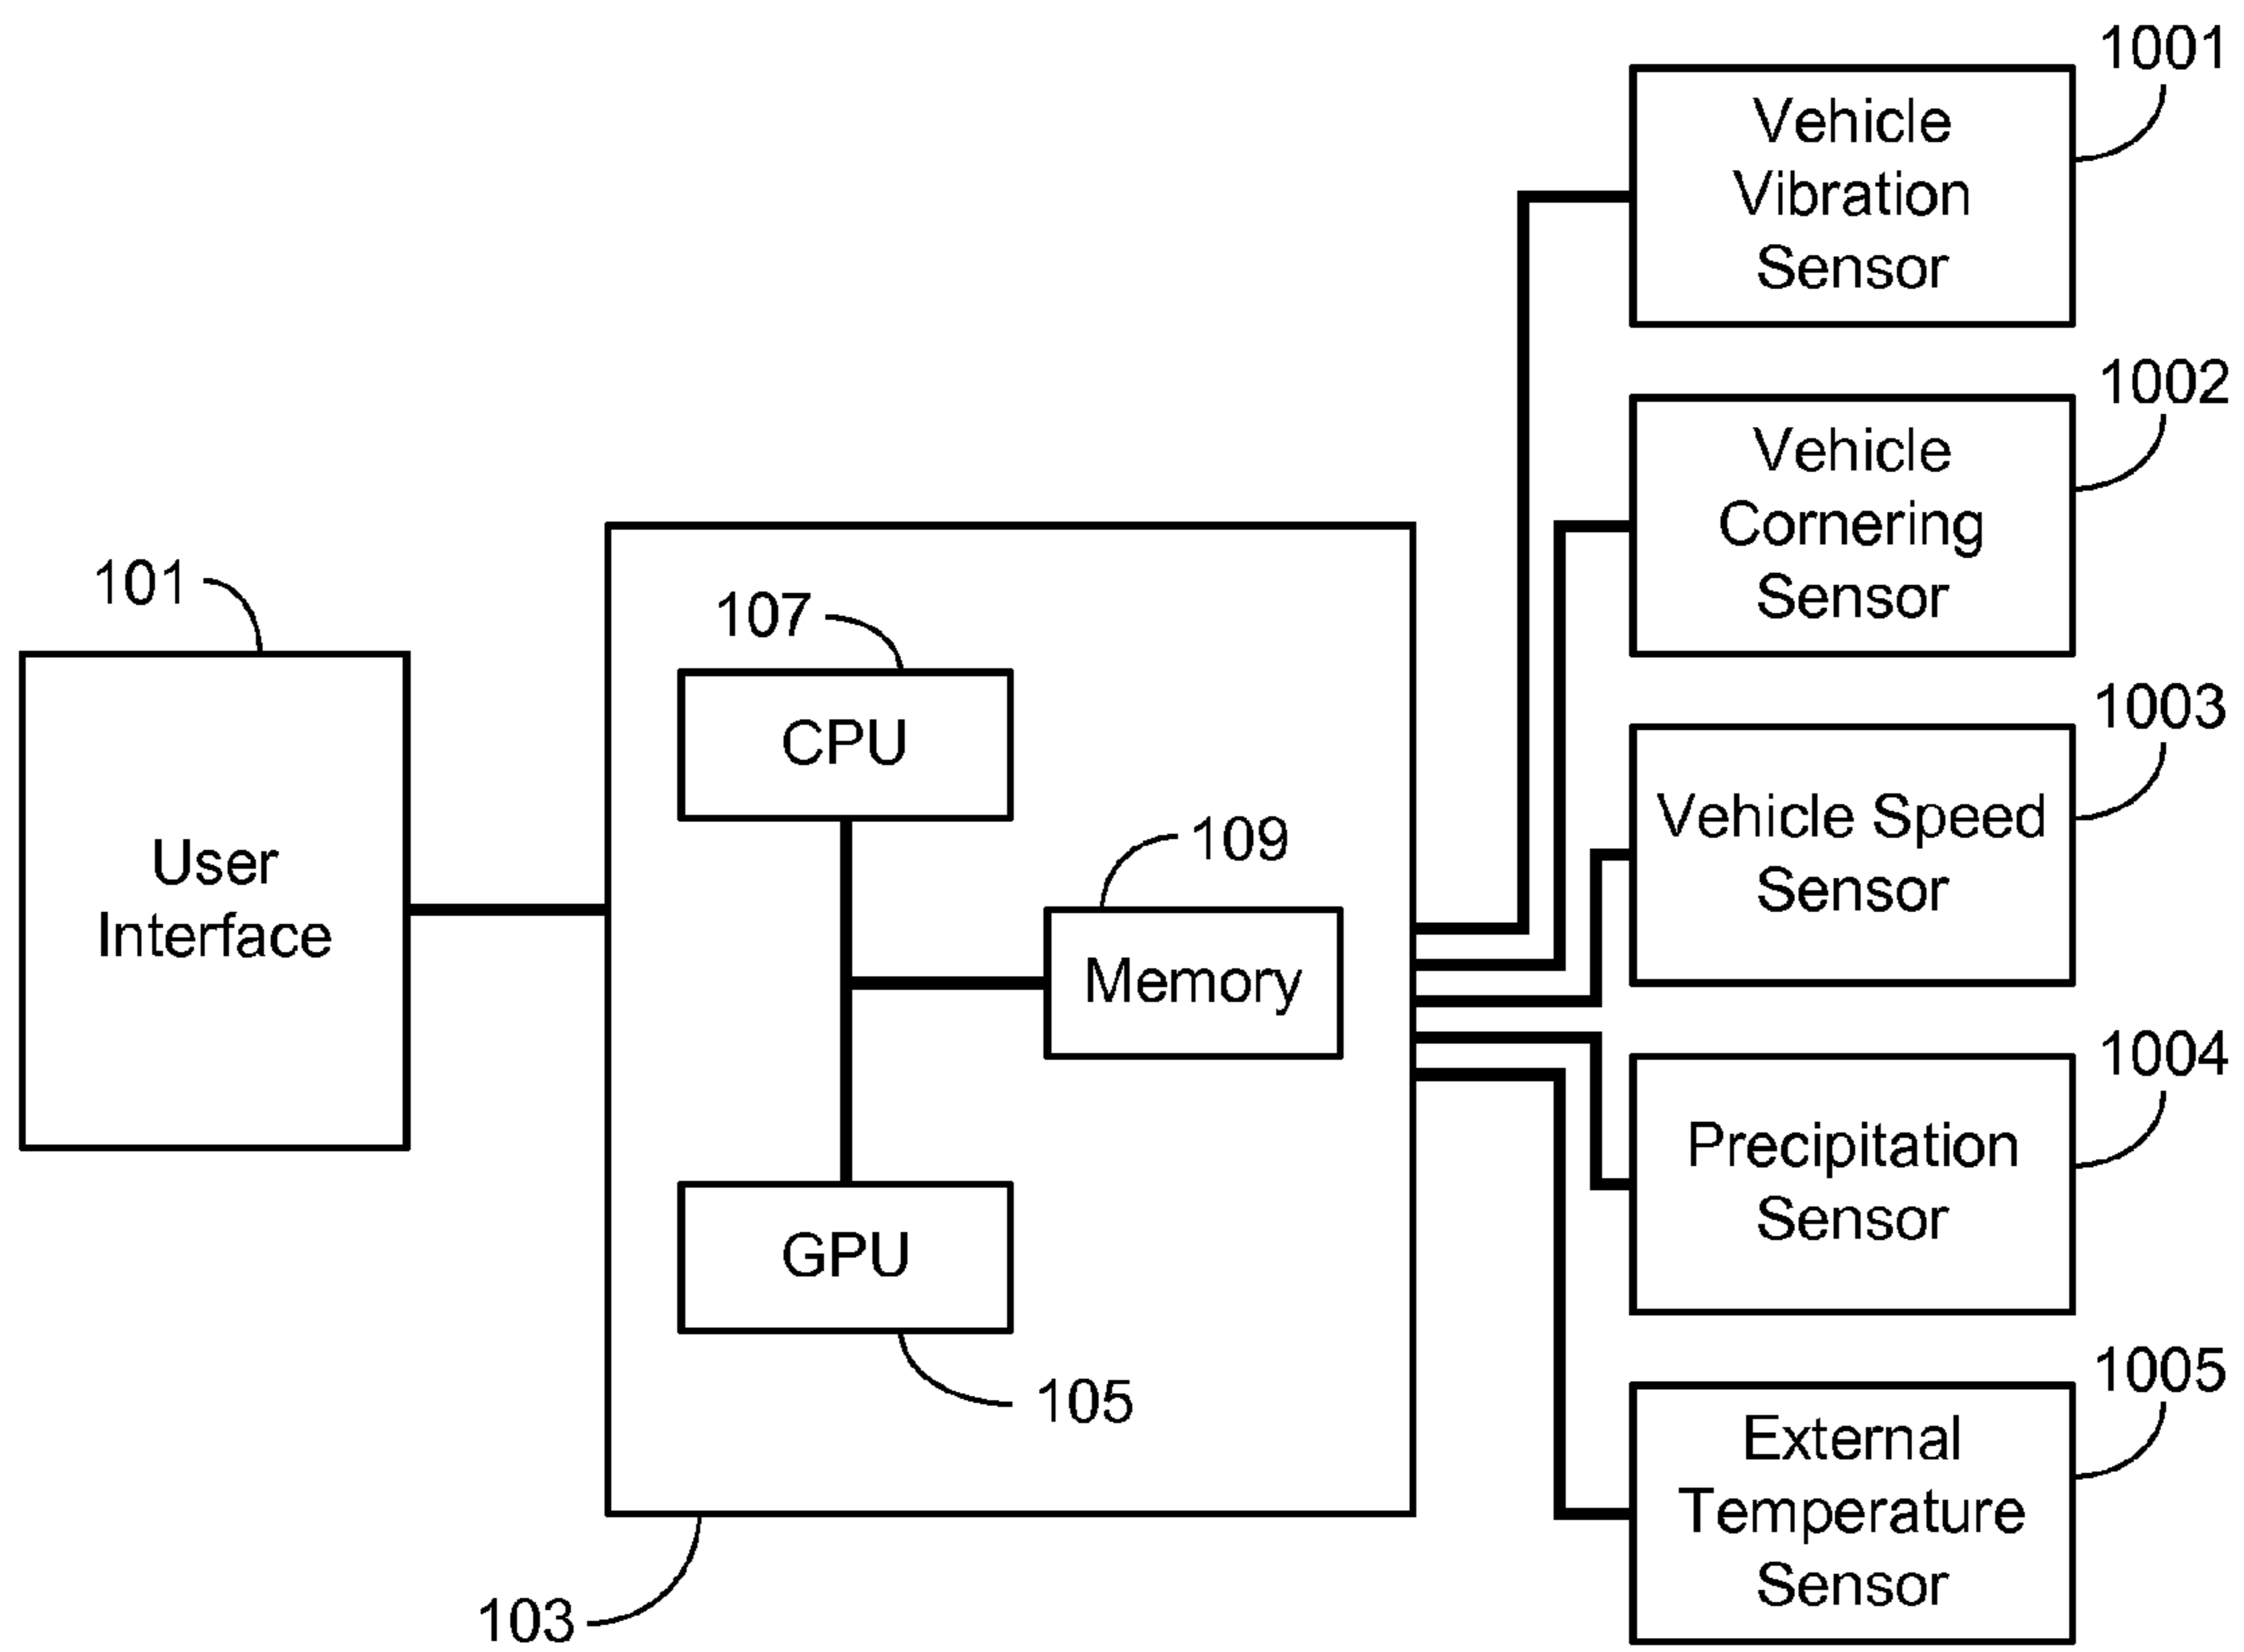 101
User
Interface
107
CPU
109
Memory
GPU
105
103
1001
Vehicle
Vibration
Sensor
1002
Vehicle
Cornering
Sensor
1003
Vehicle Speed
Sensor
1004
Precipitation
Sensor
1005
External
Temperature
Sensor